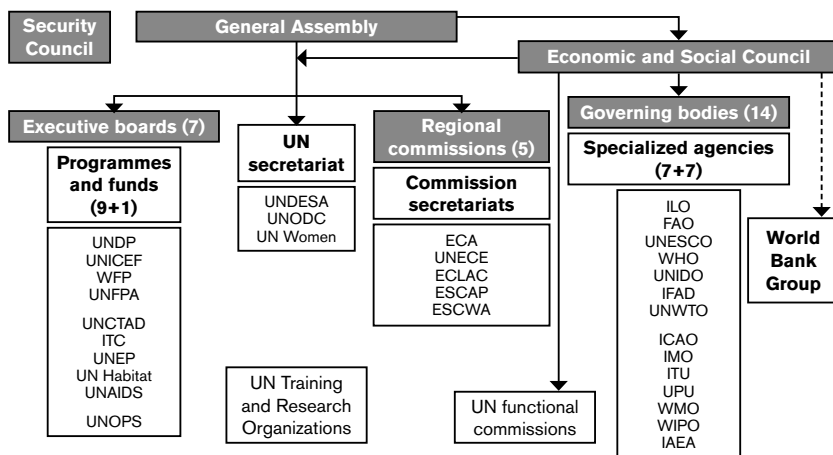 Security
Council
General Assembly
Economic and Social Council
Executive boards (7)
Programmes
and funds
(9+1)
UNDP
UNICEF
WFP
UNFPA
UNCTAD
ITC
UNEP
UN Habitat
UNAIDS
UNOPS
UN
secretariat
UNDESA
UNODC
UN Women
UN Training
and Research
Organizations
Regional
commissions (5)
Commission
secretariats
ECA
UNECE
ECLAC
ESCAP
ESCWA
UN functional
commissions
Governing bodies (14)
Specialized agencies
(7+7)
ILO
FAO
UNESCO
WHO
UNIDO
IFAD
UNWTO
ICAO
IMO
ITU
UPU
WMO
WIPO
IAEA
World
Bank
Group